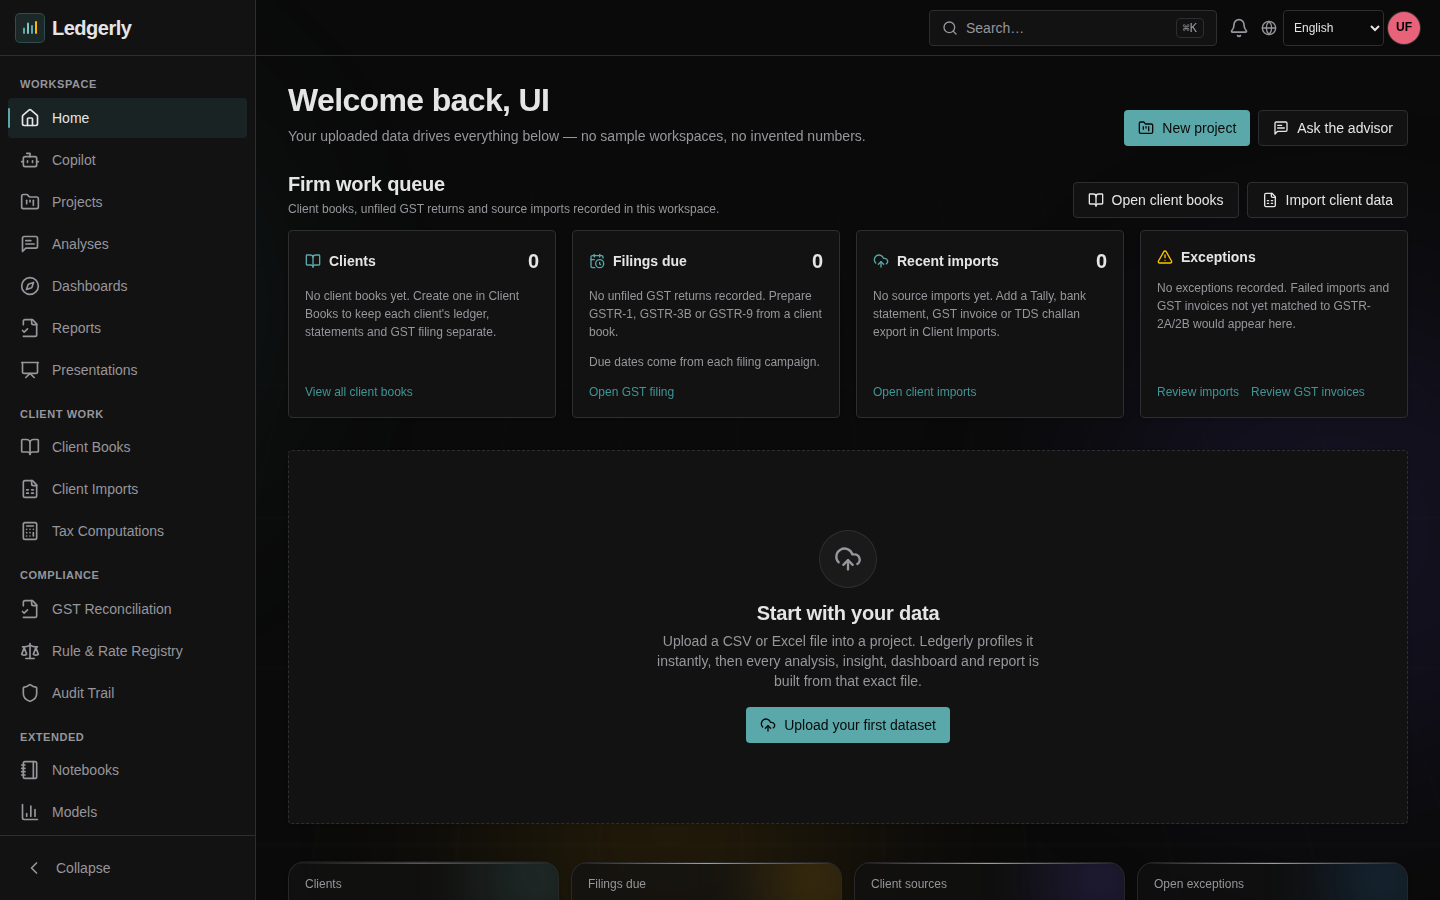 Ledgerly
Search…
⌘K
English
UF
WORKSPACE
Home
Copilot
Projects
Analyses
Dashboards
Reports
Presentations
CLIENT WORK
Client Books
Client Imports
Tax Computations
COMPLIANCE
GST Reconciliation
Rule & Rate Registry
Audit Trail
EXTENDED
Notebooks
Models
Collapse
Welcome back, UI
Your uploaded data drives everything below — no sample workspaces, no invented numbers.
New project
Ask the advisor
Firm work queue
Client books, unfiled GST returns and source imports recorded in this workspace.
Open client books
Import client data
Clients
0
No client books yet. Create one in Client
Books to keep each client's ledger,
statements and GST filing separate.
View all client books
Filings due
0
No unfiled GST returns recorded. Prepare
GSTR-1, GSTR-3B or GSTR-9 from a client
book.
Due dates come from each filing campaign.
Open GST filing
Recent imports
0
No source imports yet. Add a Tally, bank
statement, GST invoice or TDS challan
export in Client Imports.
Open client imports
Exceptions
No exceptions recorded. Failed imports and
GST invoices not yet matched to GSTR-
2A/2B would appear here.
Review imports
Review GST invoices
Start with your data
Upload a CSV or Excel file into a project. Ledgerly profiles it
instantly, then every analysis, insight, dashboard and report is
built from that exact file.
Upload your first dataset
Clients
Filings due
Client sources
Open exceptions